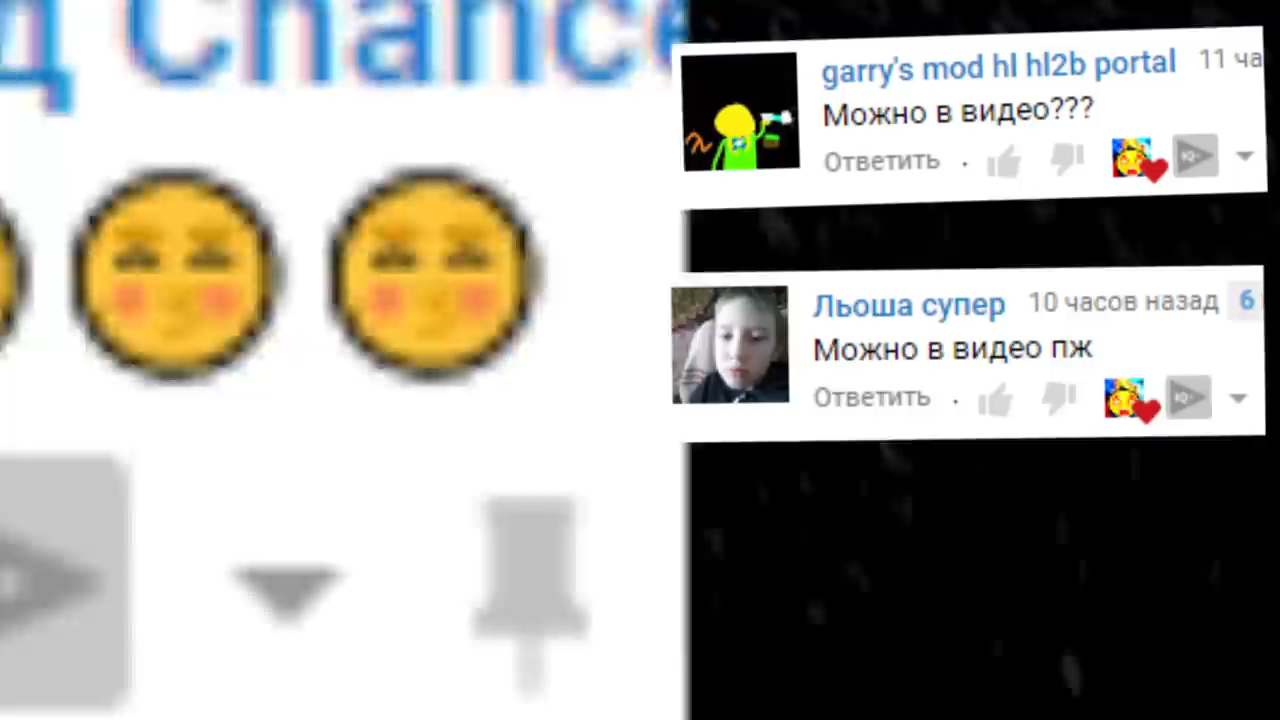 д Chance
garry's mod hl hl2b portal 11 ча
Можно в видео???
Ответить ·
Льоша супер 10 часов назад 6
Можно в видео пж
Ответить ·